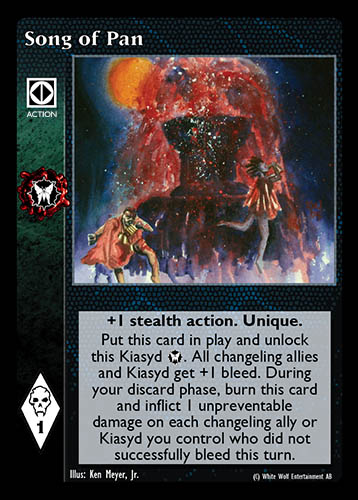 Song of Pan
ACTION
+1 stealth action. Unique.
Put this card in play and unlock
this Kiasyd. All changeling allies
and Kiasyd get +1 bleed. During
your discard phase, burn this card
and inflict 1 unpreventable
damage on each changeling ally or
Kiasyd you control who did not
successfully bleed this turn.
1
Illus: Ken Meyer, Jr.
(C) White Wolf Entertainment AB